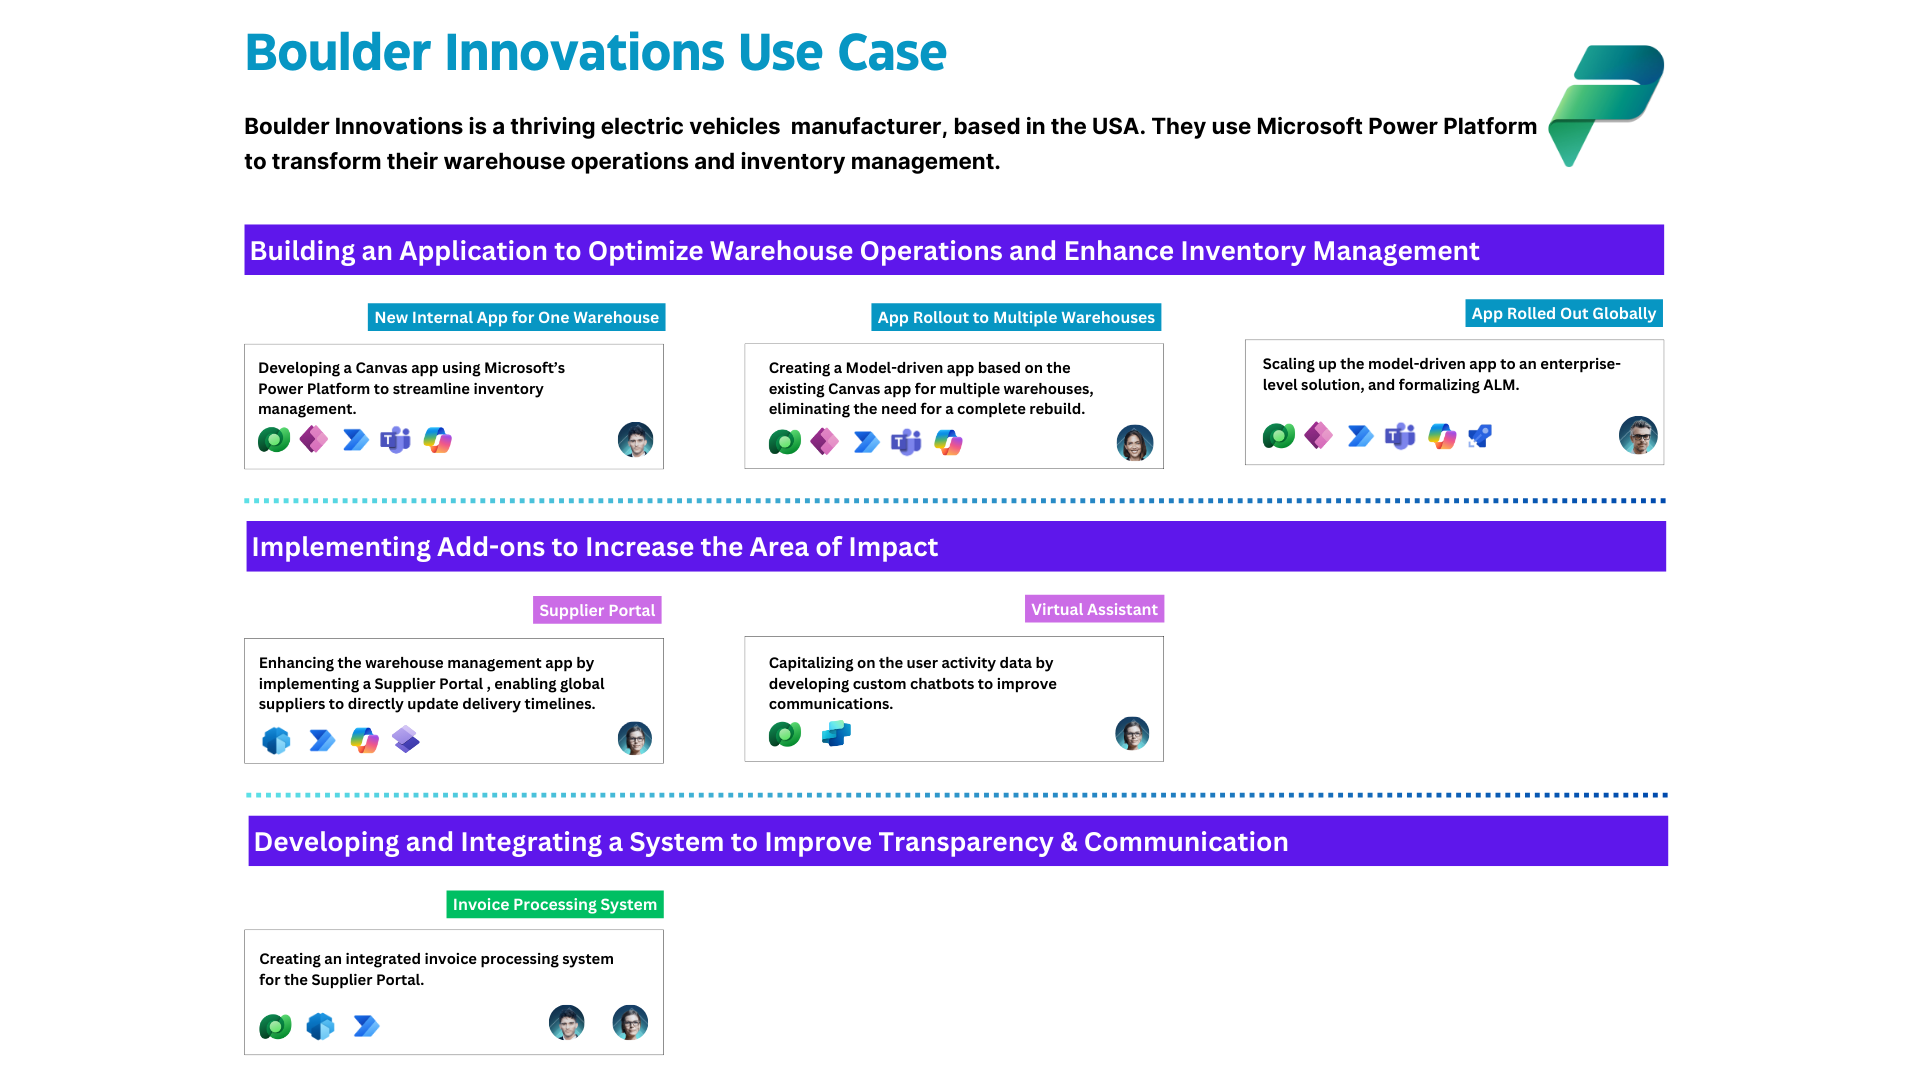 Boulder Innovations Use Case
Boulder Innovations is a thriving electric vehicles  manufacturer, based in the USA. They use Microsoft Power Platform
to transform their warehouse operations and inventory management.
Building an Application to Optimize Warehouse Operations and Enhance Inventory Management
New Internal App for One Warehouse
Developing a Canvas app using Microsoft's
Power Platform to streamline inventory
management.
T
App Rollout to Multiple Warehouses
Creating a Model-driven app based on the
existing Canvas app for multiple warehouses,
eliminating the need for a complete rebuild.
T
App Rolled Out Globally
Scaling up the model-driven app to an enterprise-
level solution, and formalizing ALM.
T
Implementing Add-ons to Increase the Area of Impact
Supplier Portal
Enhancing the warehouse management app by
implementing a Supplier Portal , enabling global
suppliers to directly update delivery timelines.
Virtual Assistant
Capitalizing on the user activity data by
developing custom chatbots to improve
communications.
Developing and Integrating a System to Improve Transparency & Communication
Invoice Processing System
Creating an integrated invoice processing system
for the Supplier Portal.